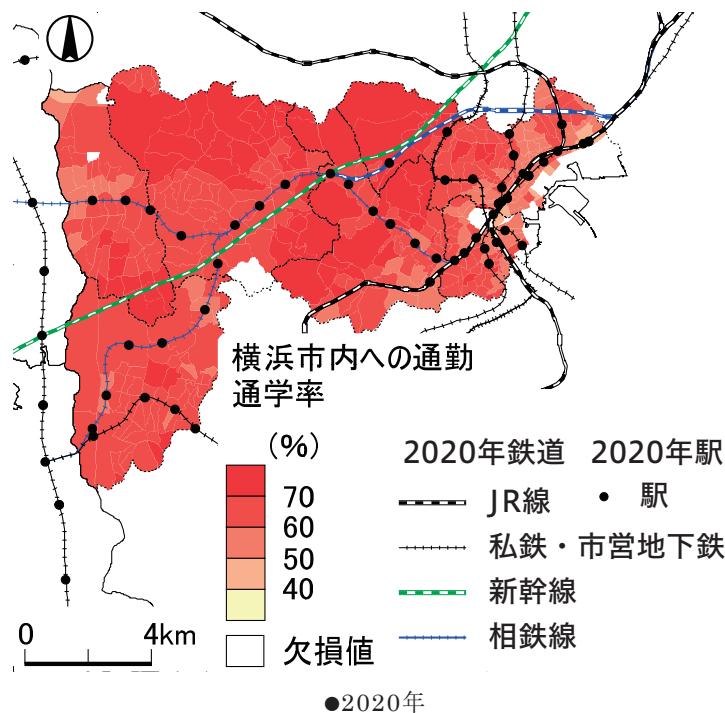 横浜市内への通勤
通学率
(%)
70
60
50
40
欠損値
2020年鉄道 2020年駅
JR線 駅
私鉄・市営地下鉄
新幹線
相鉄線
0 4km
●2020年